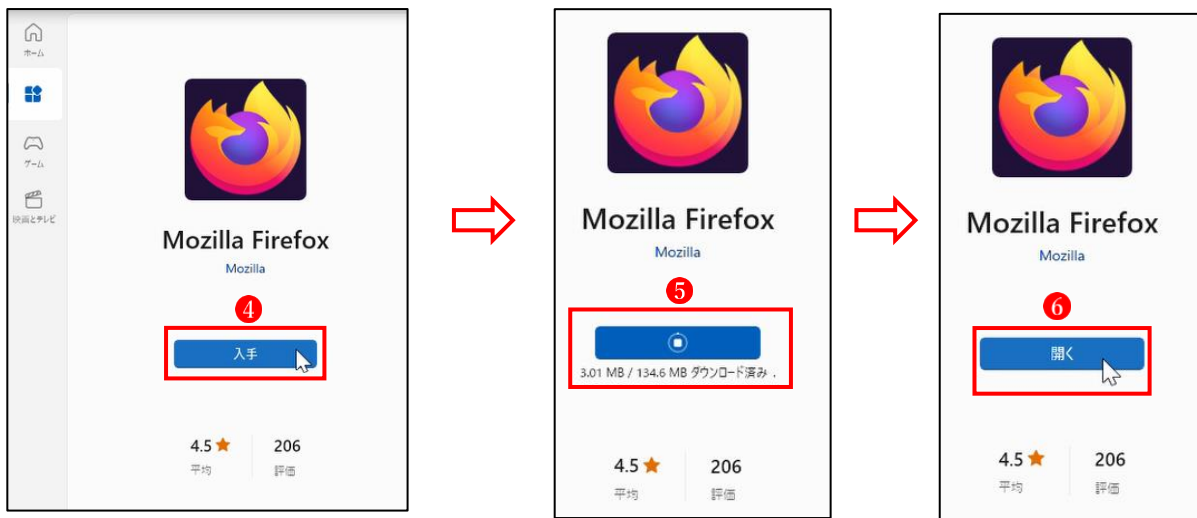 ホーム
ゲーム
映画とテレビ
Mozilla Firefox
Mozilla
4
入手
4.5
206
平均
評価
Mozilla Firefox
Mozilla
5
3.01 MB / 134.6 MB ダウンロード済み .
4.5
206
平均
評価
Mozilla Firefox
Mozilla
6
開く
4.5
206
平均
評価